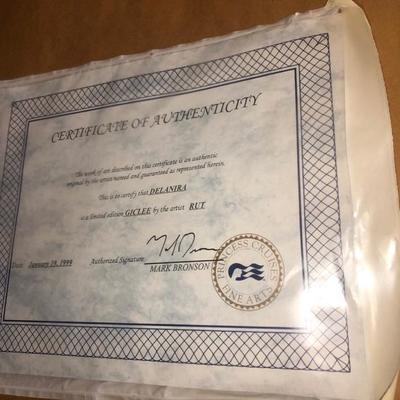 CERTIFICATE OF AUTHENTICITY
The work of art described on this certificate is an authentic
original by the artist named and guaranteed as represented herein.
This is to certify that DELANIRA
is a limited edition GICLEE by the artist RUT
Date: January 19, 1999 Authorized Signature:
MARK BRONSON
PRINCESS CRUISES
FINE ARTS